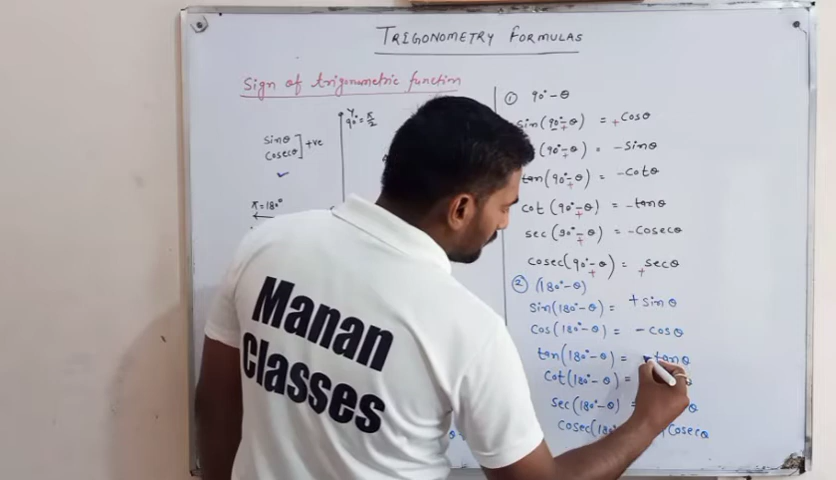 TRIGONOMETRY FORMULAS
Sign of trigonometric function
sinθ
cosecθ ] +ve
Y
90° = π/2
π = 180°
① 90° - θ
sin(90° - θ) = + cosθ
(90° - θ) = - sinθ
tan(90° - θ) = - cotθ
cot(90° - θ) = - tanθ
sec(90° - θ) = - cosecθ
cosec(90° - θ) = secθ
+ +
② (180° - θ)
sin(180° - θ) = + sinθ
cos(180° - θ) = - cosθ
tan(180° - θ) = tanθ
cot(180° - θ) = θ
sec(180° - θ) = θ
cosec(180° cosecθ
Manan
Classes